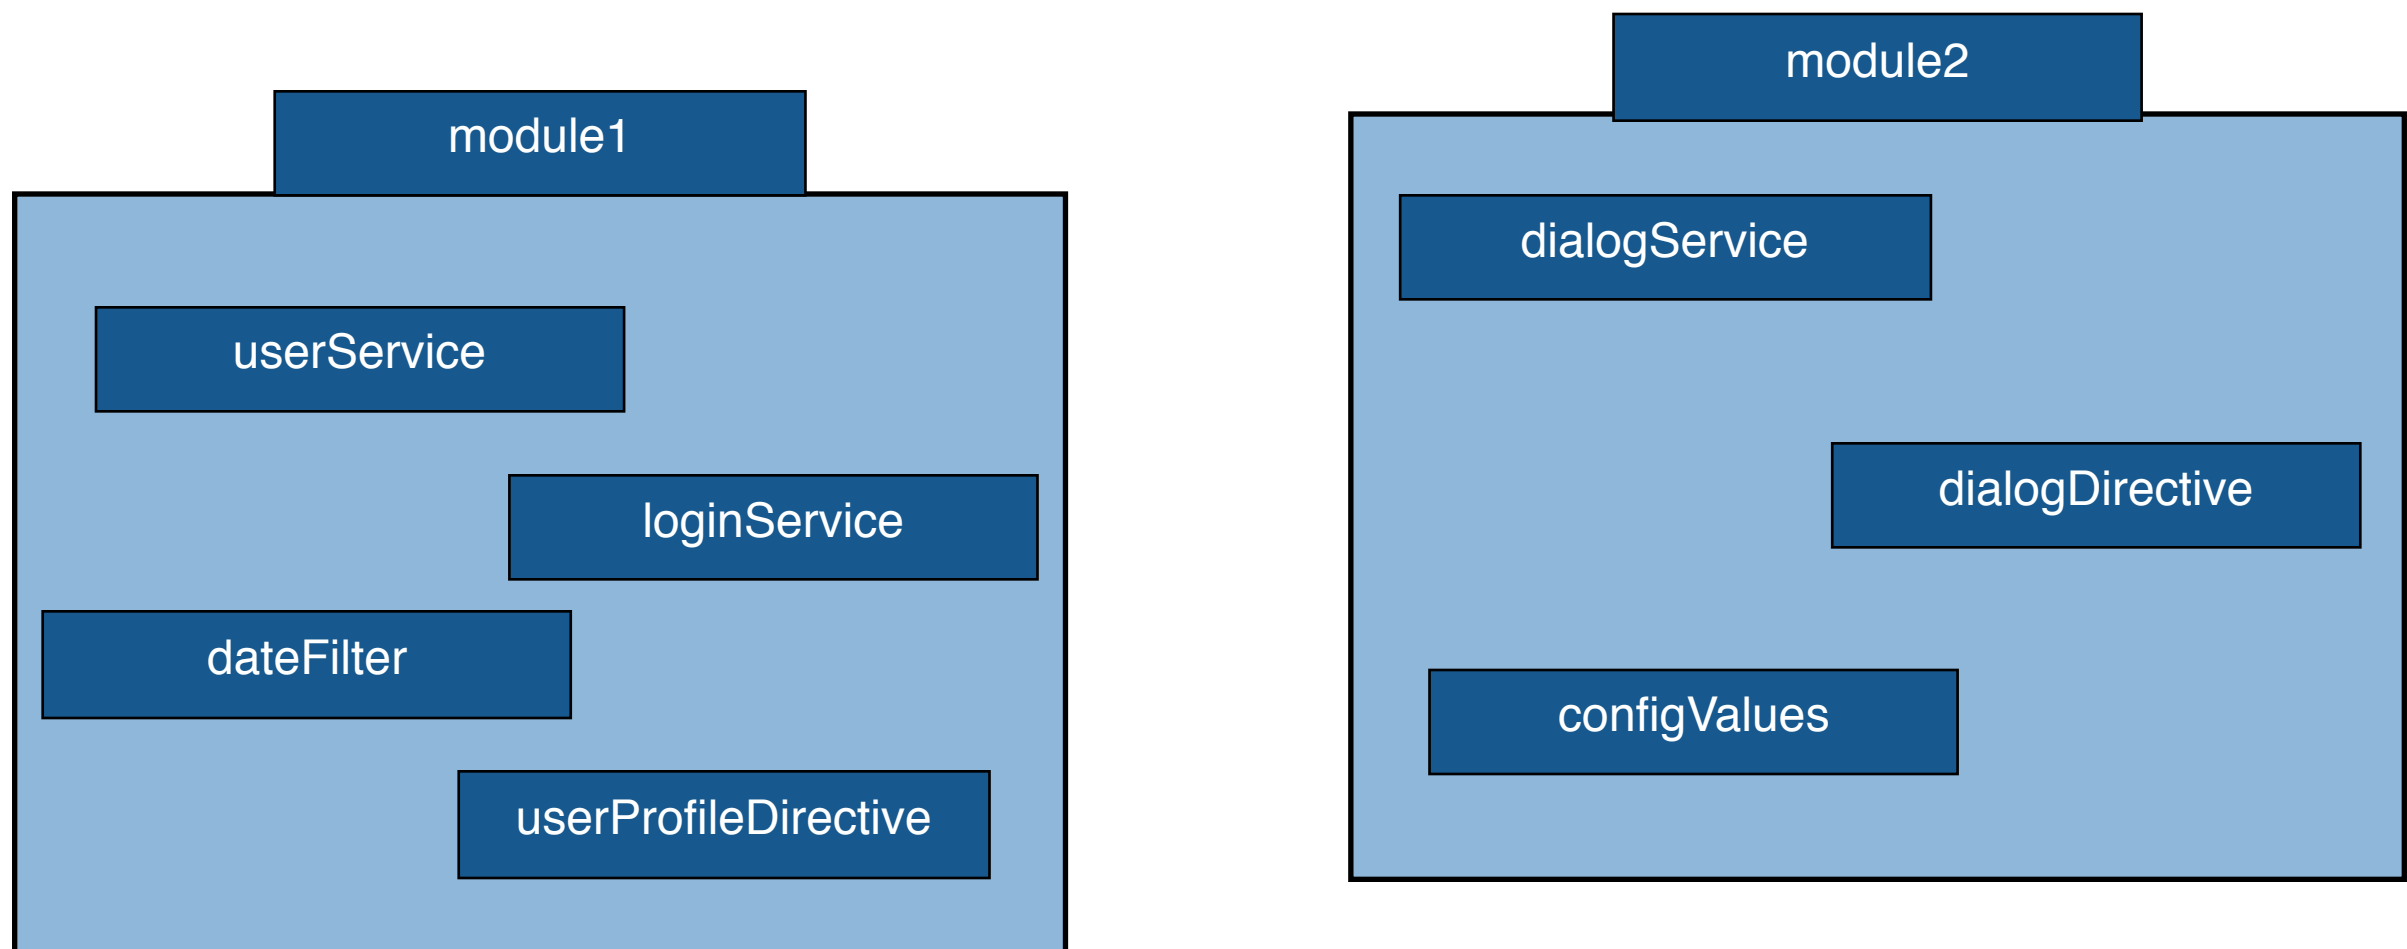 module1
userService
loginService
dateFilter
userProfileDirective
module2
dialogService
dialogDirective
configValues